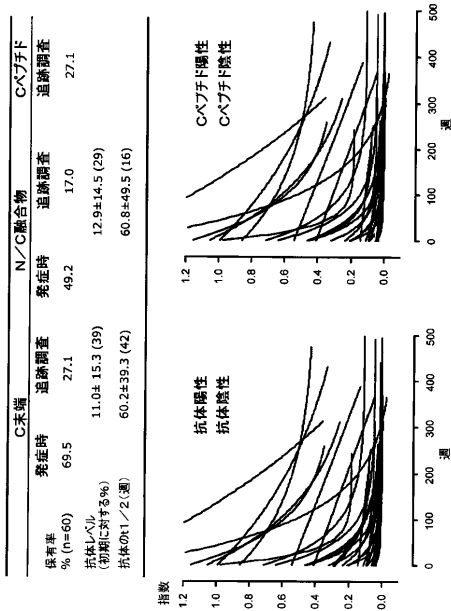 C末端 N／C融合物 Cペプチド
発症時 追跡調査 発症時 追跡調査 追跡調査
保有率
% (n=60) 69.5 27.1 49.2 17.0 27.1
抗体レベル
(初期に対する%) 11.0± 15.3 (39) 12.9±14.5 (29)
抗体のt1／2(週) 60.2±39.3 (42) 60.8±49.5 (16)
指数
1.2
1.0
0.8
0.6
0.4
0.2
0.0
抗体陽性
抗体陰性
0 100 200 300 400 500
週
1.2
1.0
0.8
0.6
0.4
0.2
0.0
Cペプチド陽性
Cペプチド陰性
0 100 200 300 400 500
週